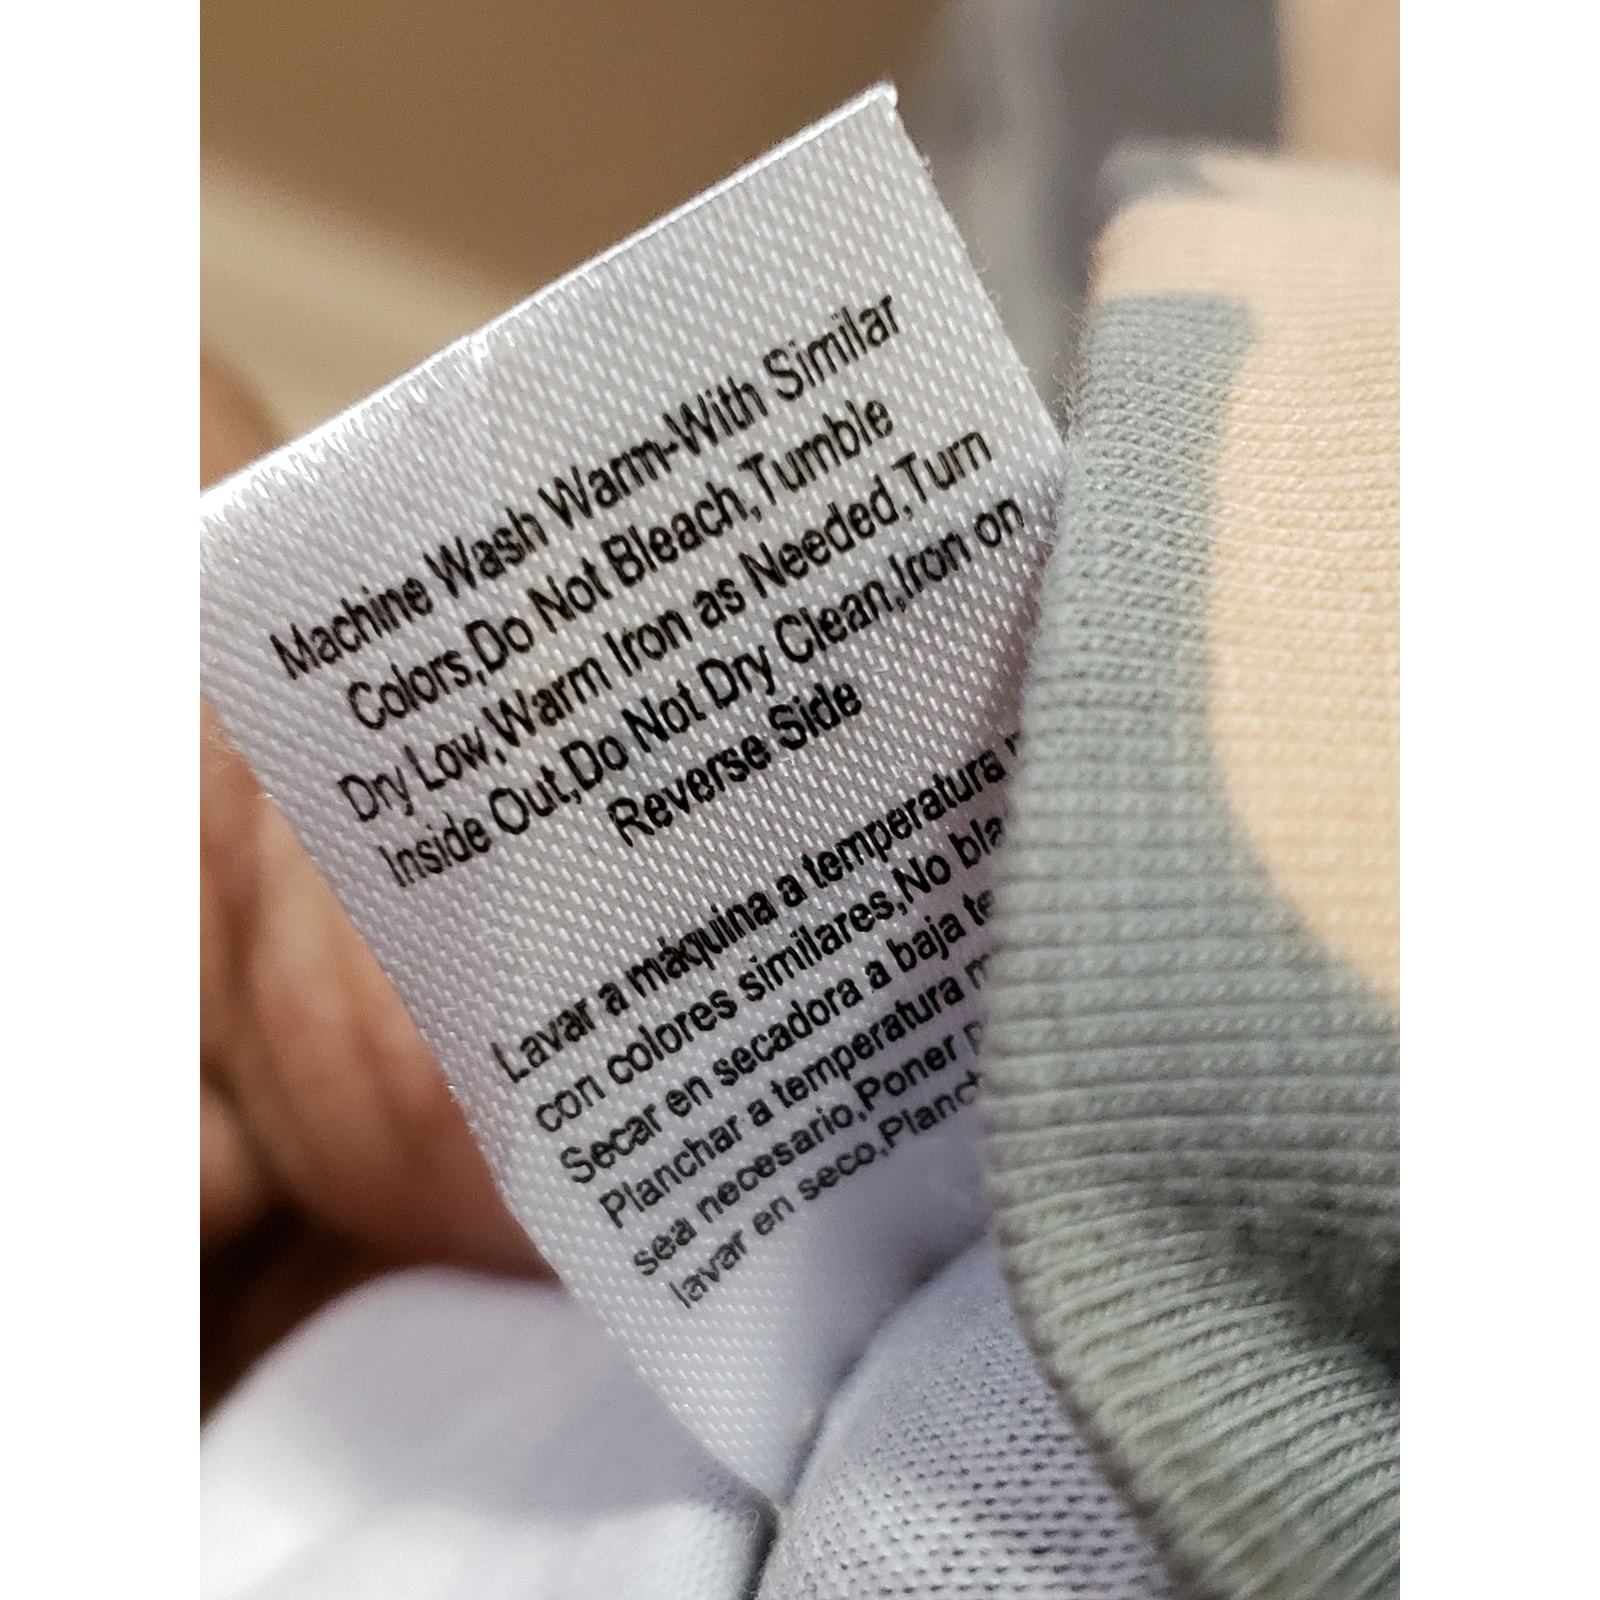 Machine Wash Warm-With Similar
Colors,Do Not Bleach,Tumble
Dry Low,Warm Iron as Needed,Turn
Inside Out,Do Not Dry Clean,Iron on
Reverse Side
Lavar a máquina a temperatura
con colores similares,No
Secar en secadora a baja
Planchar a temperatura
sea necesario,Poner
lavar en seco,